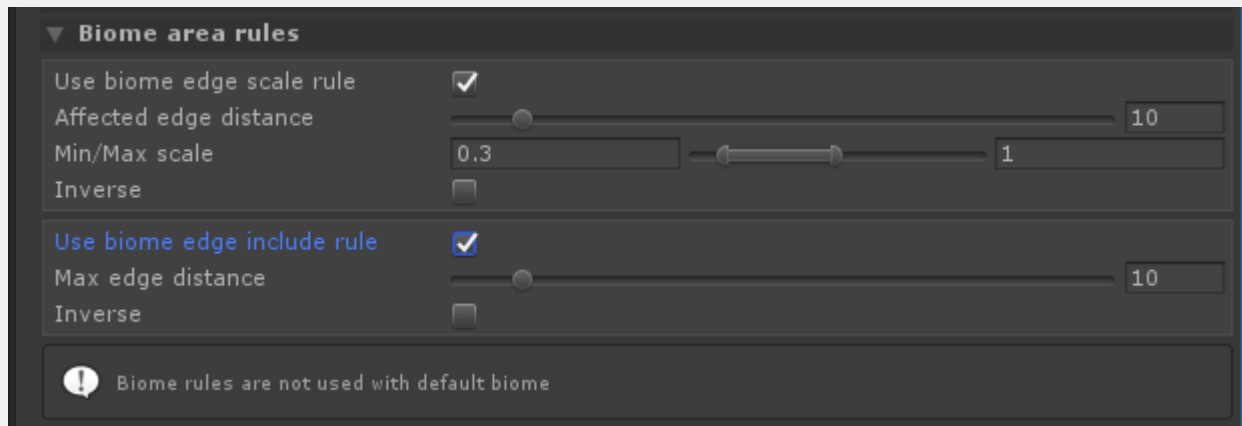 Biome area rules
Use biome edge scale rule
Affected edge distance 10
Min/Max scale 0.3 1
Inverse
Use biome edge include rule
Max edge distance 10
Inverse
Biome rules are not used with default biome